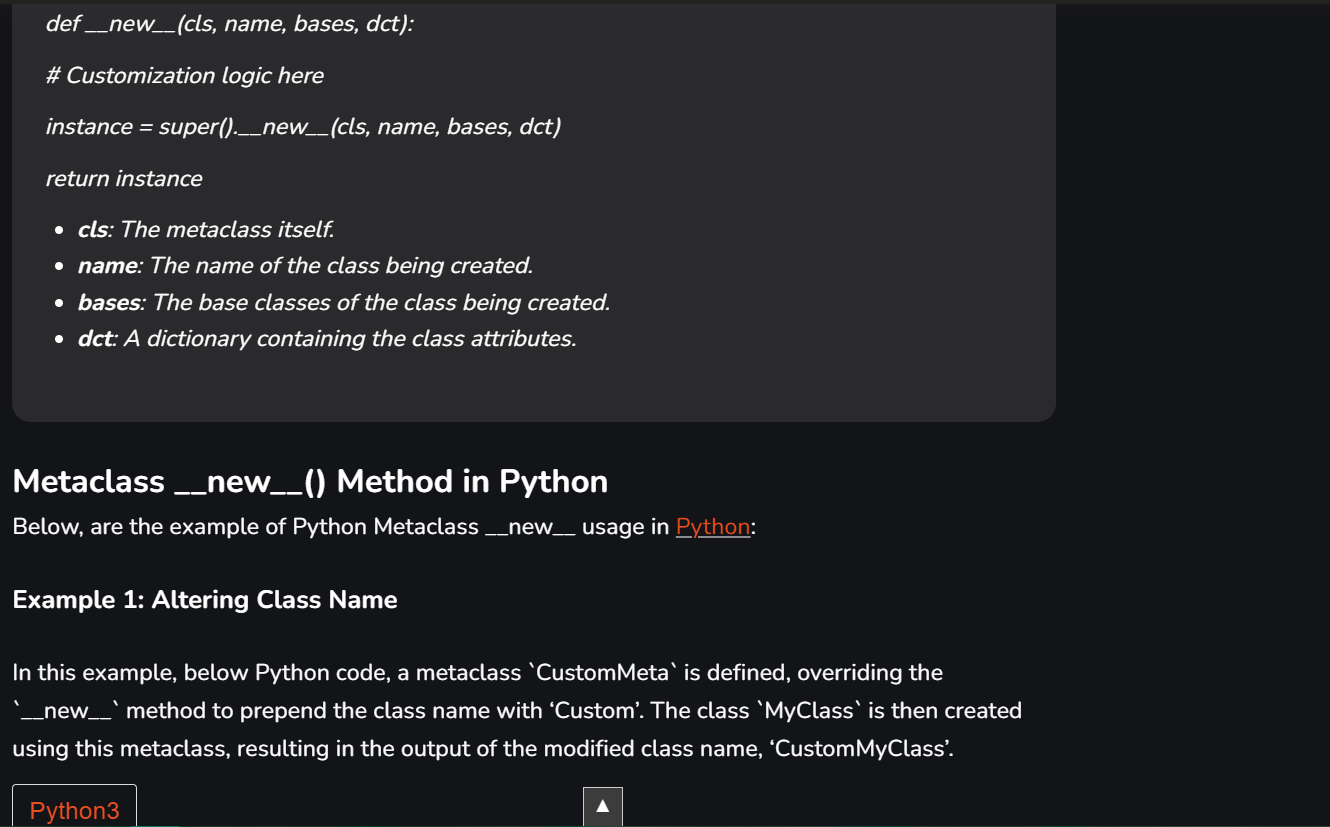 def __new__(cls, name, bases, dct):
# Customization logic here
instance = super().__new__(cls, name, bases, dct)
return instance
cls: The metaclass itself.
name: The name of the class being created.
bases: The base classes of the class being created.
dct: A dictionary containing the class attributes.
Metaclass __new__() Method in Python
Below, are the example of Python Metaclass __new__ usage in Python:
Example 1: Altering Class Name
In this example, below Python code, a metaclass `CustomMeta` is defined, overriding the
`__new__` method to prepend the class name with ‘Custom’. The class `MyClass` is then created
using this metaclass, resulting in the output of the modified class name, ‘CustomMyClass’.
Python3